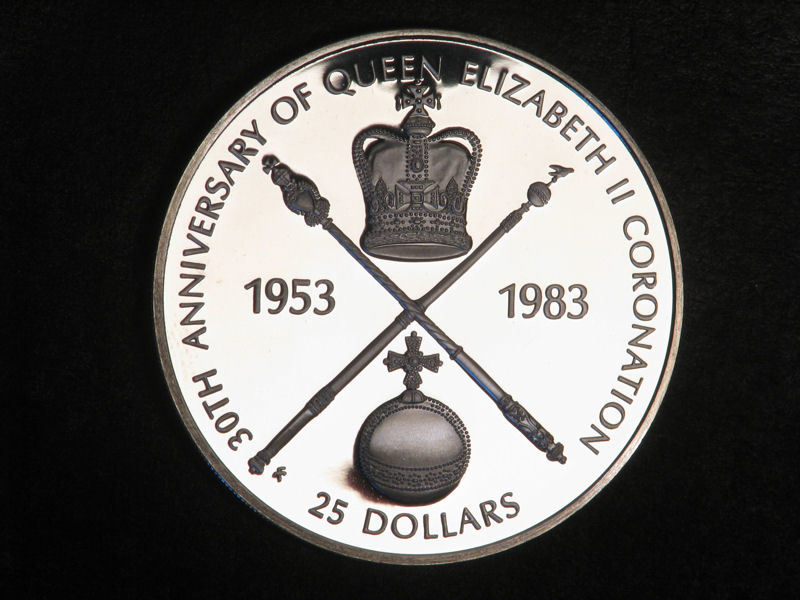 30TH ANNIVERSARY OF QUEEN ELIZABETH II CORONATION
1953
1983
25 DOLLARS